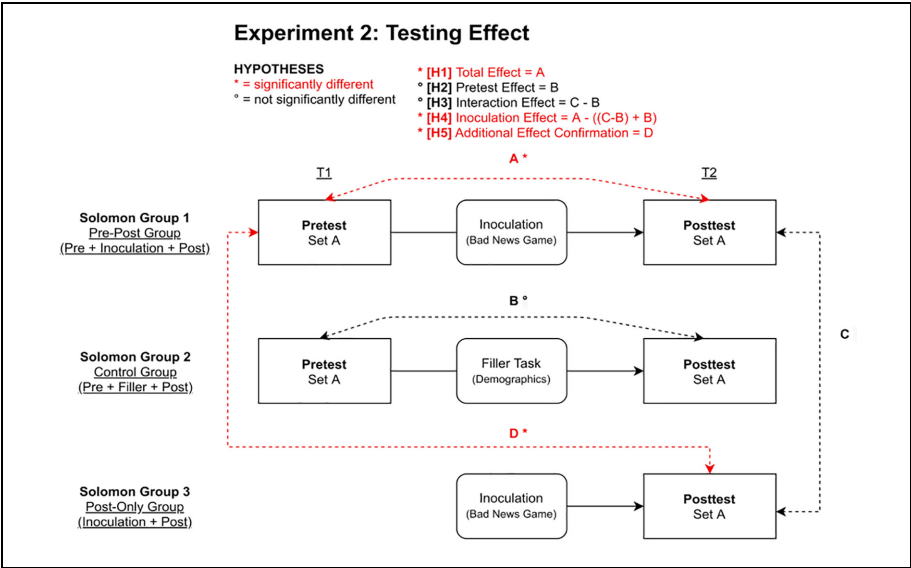 Experiment 2: Testing Effect
HYPOTHESES
* = significantly different
° = not significantly different
* [H1] Total Effect = A
° [H2] Pretest Effect = B
° [H3] Interaction Effect = C - B
* [H4] Inoculation Effect = A - ((C-B) + B)
* [H5] Additional Effect Confirmation = D
A *
T1
T2
Solomon Group 1
Pre-Post Group
(Pre + Inoculation + Post)
Pretest
Set A
Inoculation
(Bad News Game)
Posttest
Set A
B °
C
Solomon Group 2
Control Group
(Pre + Filler + Post)
Pretest
Set A
Filler Task
(Demographics)
Posttest
Set A
D *
Solomon Group 3
Post-Only Group
(Inoculation + Post)
Inoculation
(Bad News Game)
Posttest
Set A